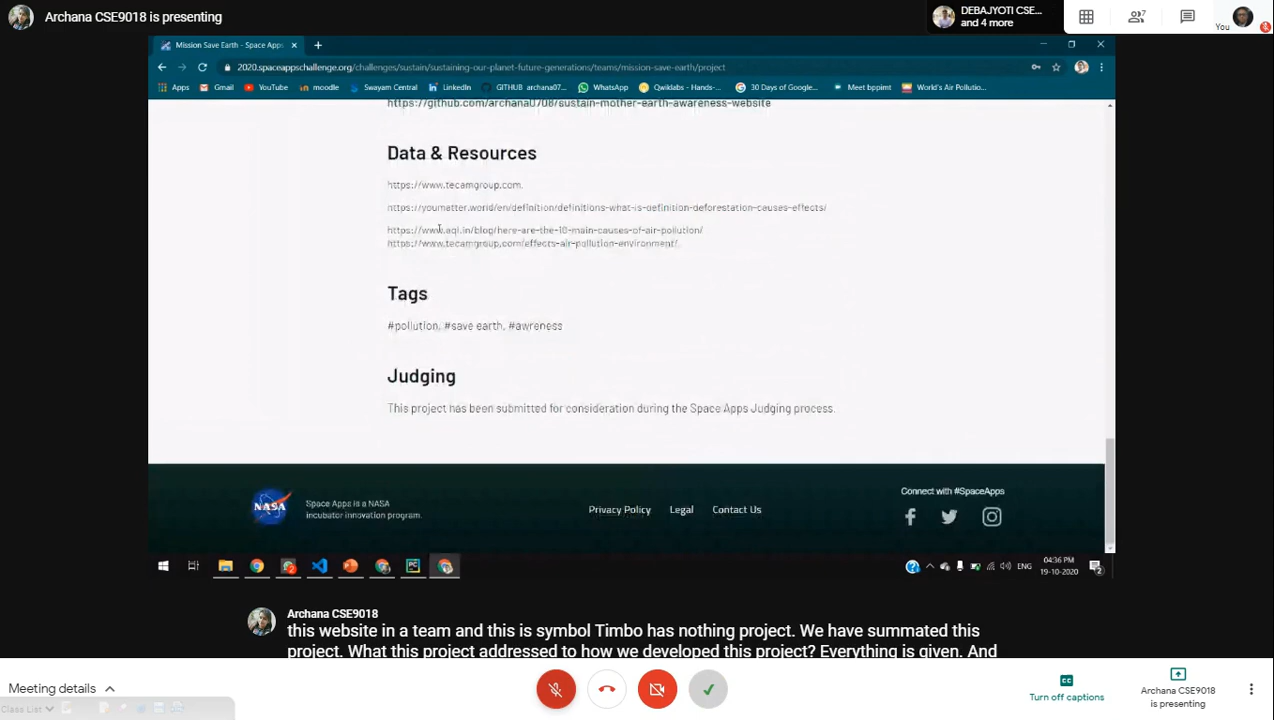 Archana CSE9018 is presenting
DEBAJYOTI CSE...
and 4 more
7
You
Mission Save Earth - Space Apps
2020.spaceappschallenge.org/challenges/sustain/sustaining-our-planet-future-generations/teams/mission-save-earth/project
Apps Gmail YouTube moodle Swayam Central LinkedIn GITHUB archana07... WhatsApp Qwiklabs - Hands-... 30 Days of Google... Meet bppimt World's Air Pollutio...
https://github.com/archana0708/sustain-mother-earth-awareness-website
Data & Resources
https://www.tecamgroup.com.
https://youmatter.world/en/definition/definitions-what-is-definition-deforestation-causes-effects/
https://www.aqi.in/blog/here-are-the-10-main-causes-of-air-pollution/
https://www.tecamgroup.com/effects-air-pollution-environment/.
Tags
#pollution, #save earth, #awreness
Judging
This project has been submitted for consideration during the Space Apps Judging process.
NASA
Space Apps is a NASA
incubator innovation program.
Privacy Policy Legal Contact Us
Connect with #SpaceApps
ENG
04:36 PM
19-10-2020
2
Archana CSE9018
this website in a team and this is symbol Timbo has nothing project. We have summated this
project. What this project addressed to how we developed this project? Everything is given. And
Meeting details
Class List
Turn off captions
Archana CSE9018
is presenting